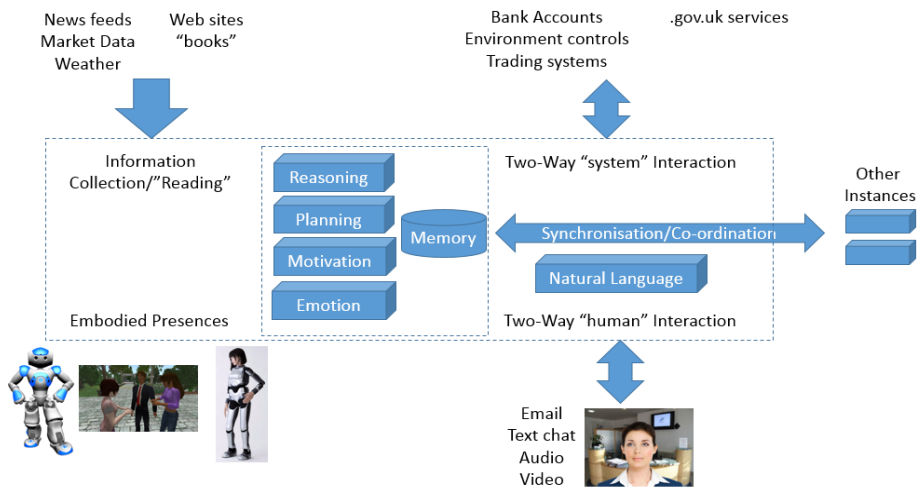 News feeds
Market Data
Weather
Web sites
“books”
Bank Accounts
Environment controls
Trading systems
.gov.uk services
Information
Collection/”Reading”
Reasoning
Planning
Motivation
Emotion
Memory
Two-Way “system” Interaction
Synchronisation/Co-ordination
Natural Language
Other
Instances
Embodied Presences
Two-Way “human” Interaction
Email
Text chat
Audio
Video